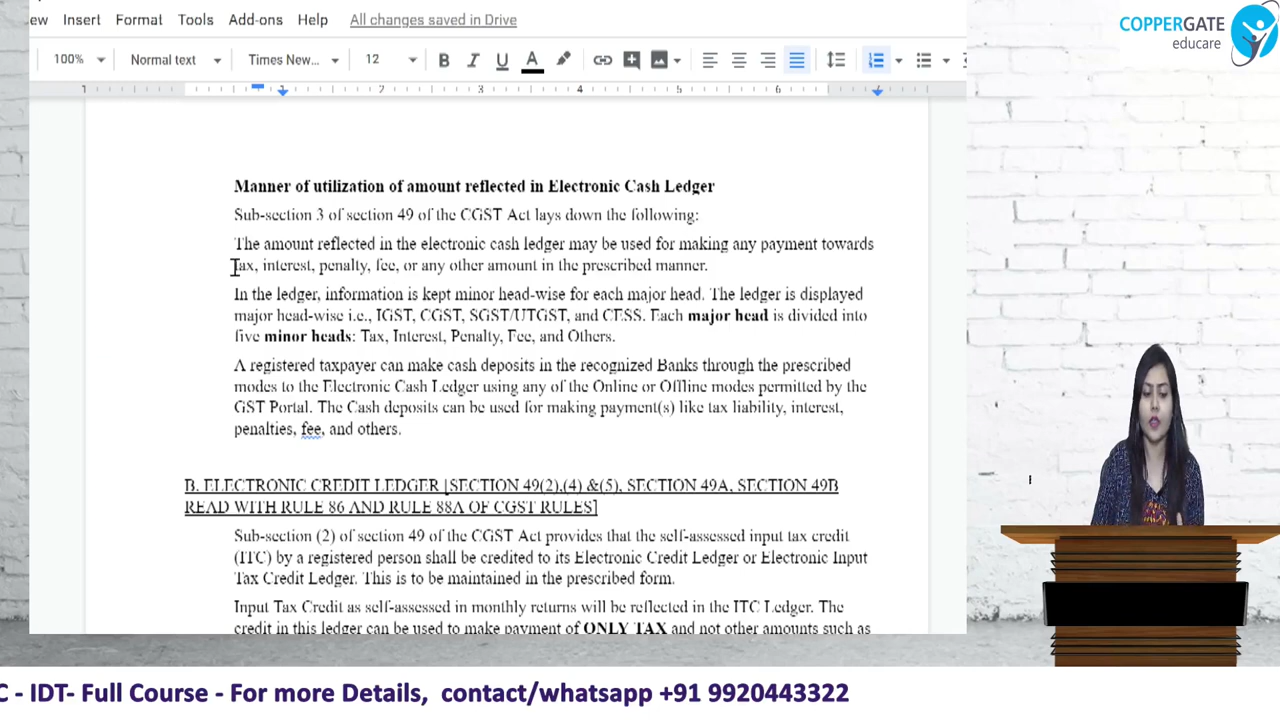 ew Insert Format Tools Add-ons Help All changes saved in Drive
COPPERGATE
educare
100% Normal text Times New... 12 B I U A
1 1 2 3 4 5 6 7
Manner of utilization of amount reflected in Electronic Cash Ledger
Sub-section 3 of section 49 of the CGST Act lays down the following:
The amount reflected in the electronic cash ledger may be used for making any payment towards
Tax, interest, penalty, fee, or any other amount in the prescribed manner.
In the ledger, information is kept minor head-wise for each major head. The ledger is displayed
major head-wise i.e., IGST, CGST, SGST/UTGST, and CESS. Each major head is divided into
five minor heads: Tax, Interest, Penalty, Fee, and Others.
A registered taxpayer can make cash deposits in the recognized Banks through the prescribed
modes to the Electronic Cash Ledger using any of the Online or Offline modes permitted by the
GST Portal. The Cash deposits can be used for making payment(s) like tax liability, interest,
penalties, fee, and others.
B. ELECTRONIC CREDIT LEDGER [SECTION 49(2),(4) &(5), SECTION 49A, SECTION 49B
READ WITH RULE 86 AND RULE 88A OF CGST RULES]
Sub-section (2) of section 49 of the CGST Act provides that the self-assessed input tax credit
(ITC) by a registered person shall be credited to its Electronic Credit Ledger or Electronic Input
Tax Credit Ledger. This is to be maintained in the prescribed form.
Input Tax Credit as self-assessed in monthly returns will be reflected in the ITC Ledger. The
credit in this ledger can be used to make payment of ONLY TAX and not other amounts such as
C - IDT- Full Course - For more Details, contact/whatsapp +91 9920443322